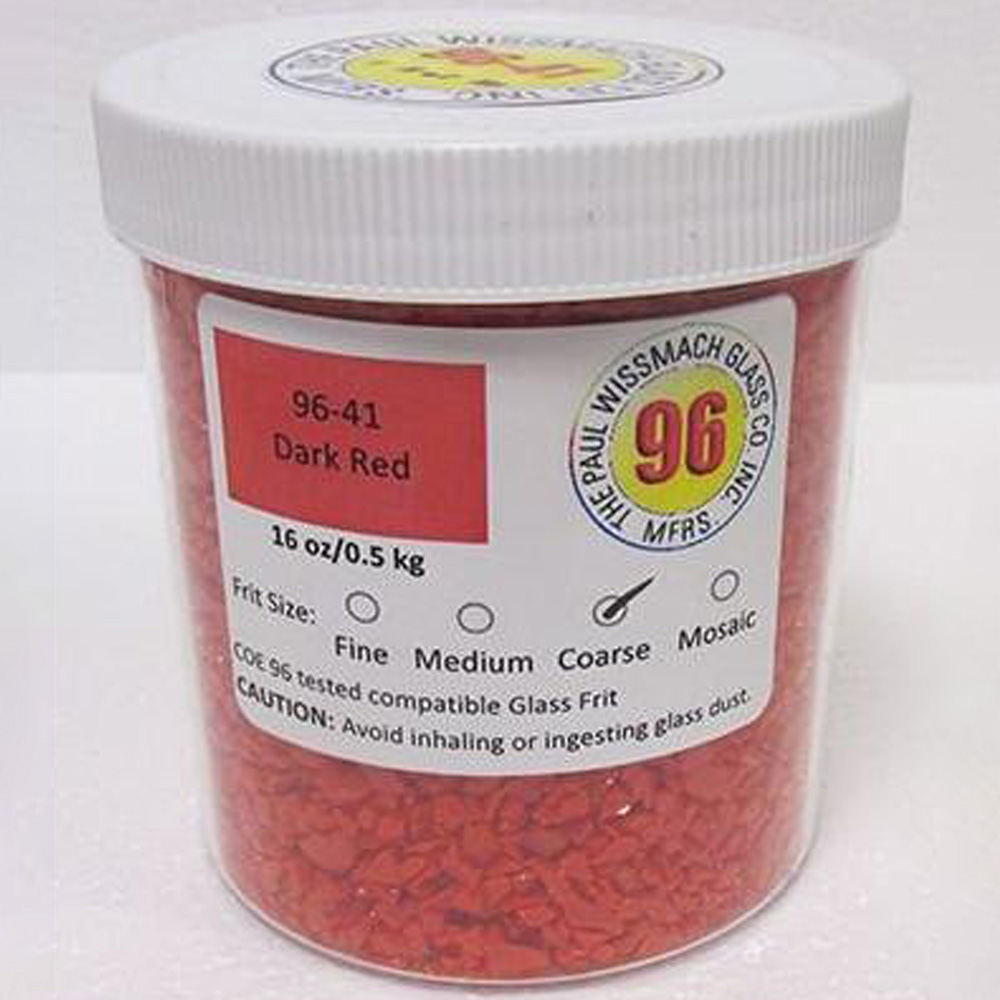 THE PAUL WISSMACH GLASS CO. INC.
MFRS.
96
96-41
Dark Red
16 oz/0.5 kg
Frit Size:
Fine Medium Coarse Mosaic
COE 96 tested compatible Glass Frit
CAUTION: Avoid inhaling or ingesting glass dust.